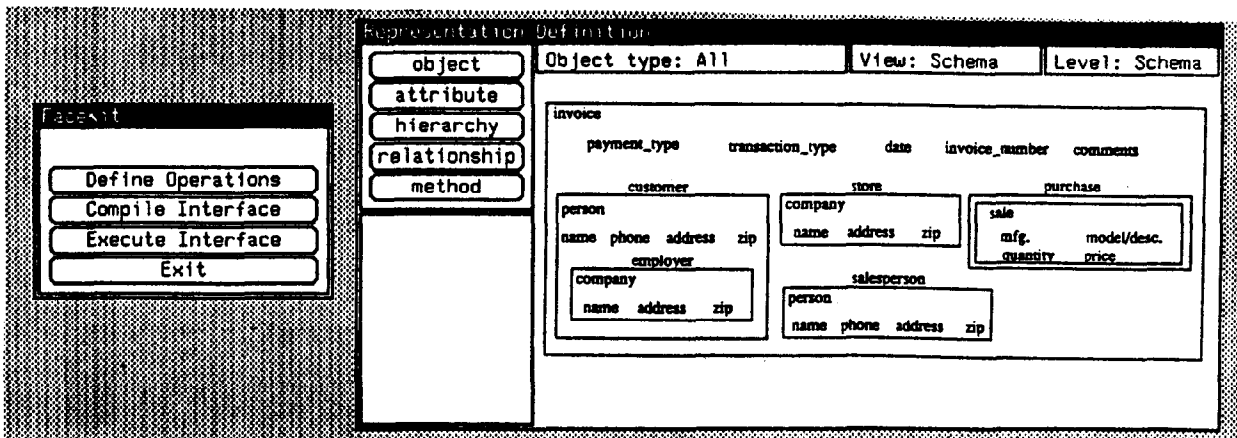 Facekit
Define Operations
Compile Interface
Execute Interface
Exit
Representation Definition
object
attribute
hierarchy
relationship
method
Object type: All View: Schema Level: Schema
invoice
payment_type transaction_type date invoice_number comments
customer
person
name phone address zip
employer
company
name address zip
store
company
name address zip
salesperson
person
name phone address zip
purchase
sale
mfg. model/desc.
quantity price